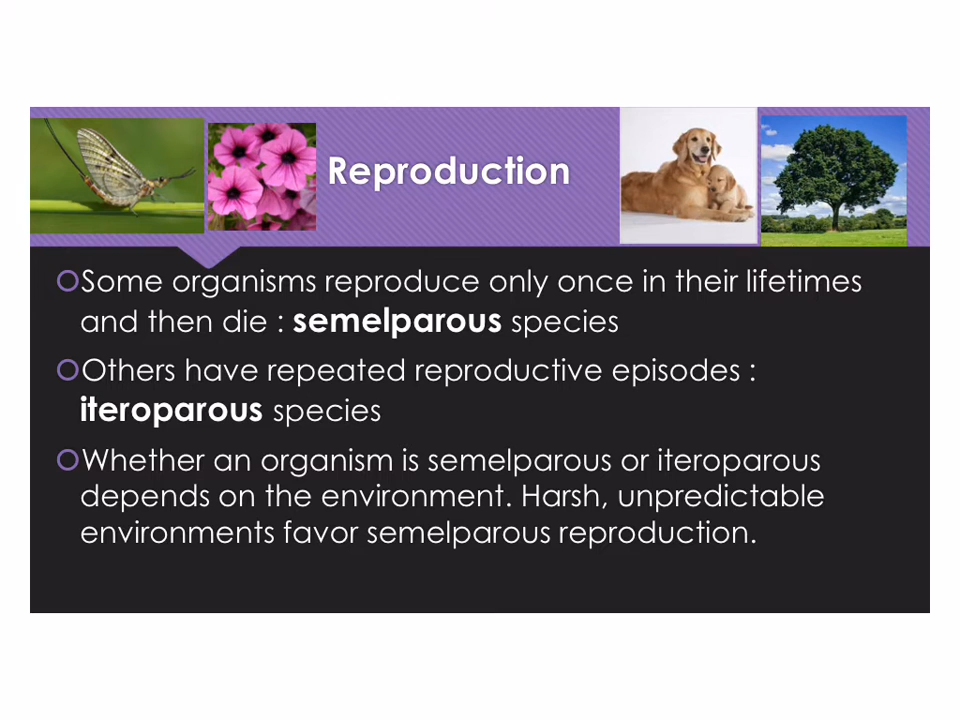 Reproduction
Some organisms reproduce only once in their lifetimes
and then die : semelparous species
Others have repeated reproductive episodes :
iteroparous species
Whether an organism is semelparous or iteroparous
depends on the environment. Harsh, unpredictable
environments favor semelparous reproduction.